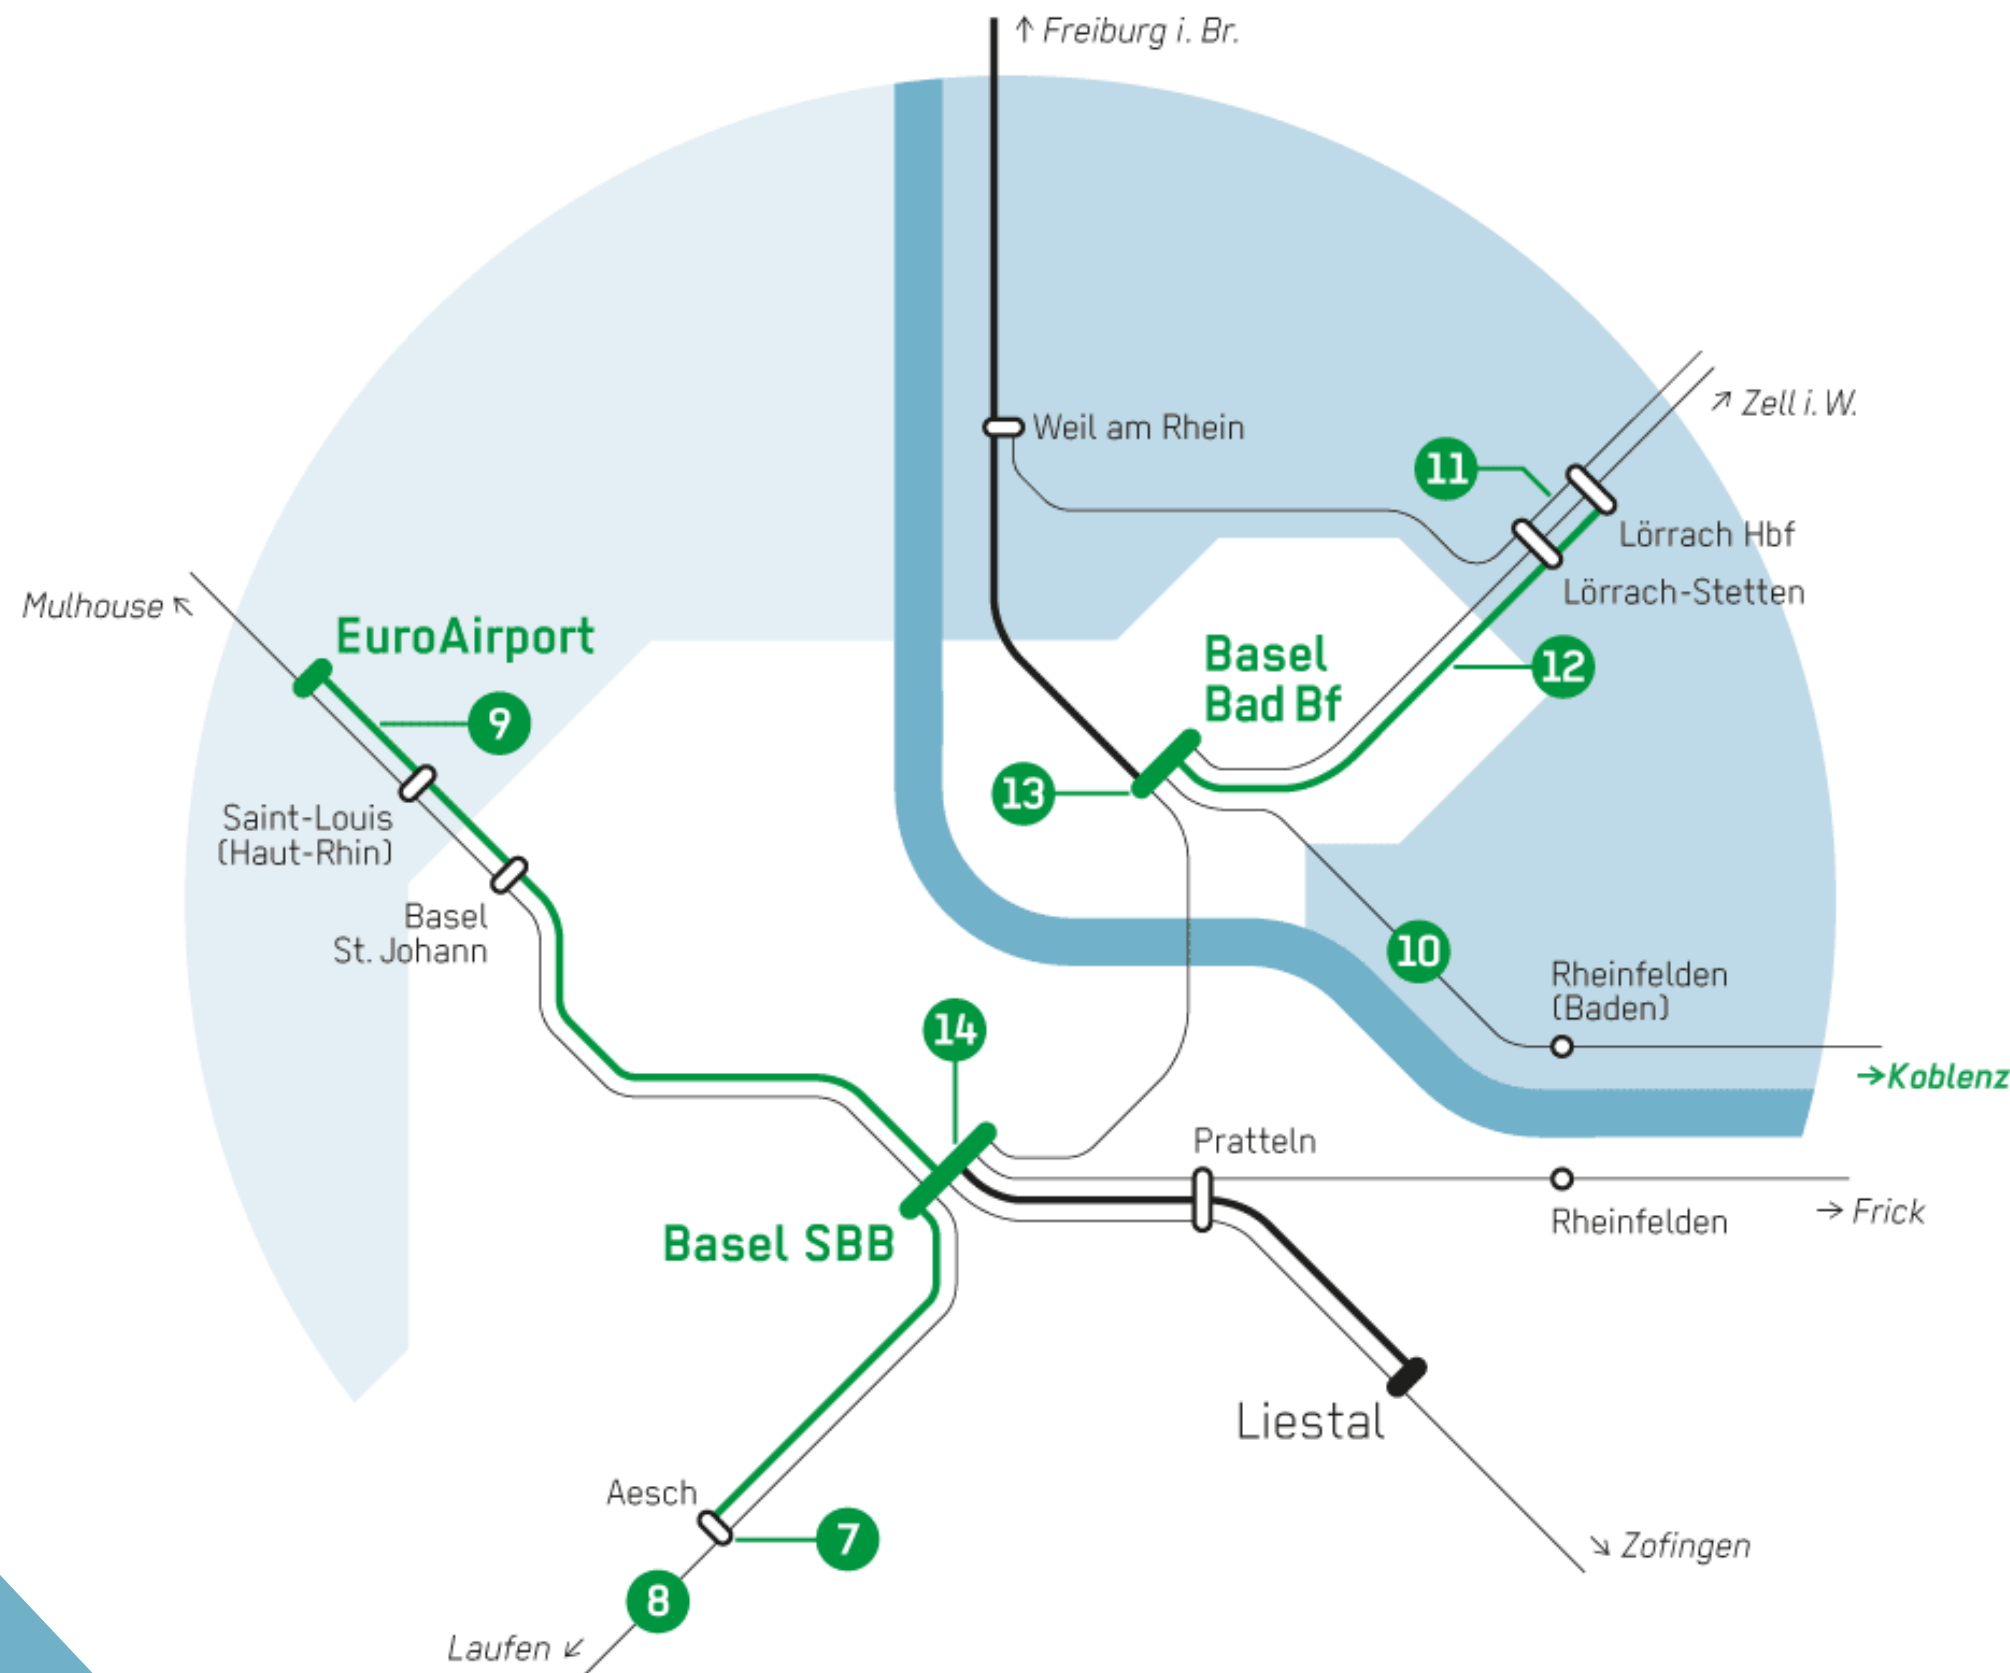 ↑ Freiburg i. Br.
↗ Zell i. W.
Weil am Rhein
11
Lörrach Hbf
Lörrach-Stetten
Mulhouse ↖
EuroAirport
Basel
Bad Bf
12
9
13
Saint-Louis
(Haut-Rhin)
Basel
St. Johann
10
Rheinfelden
(Baden)
14
→Koblenz
Pratteln
Rheinfelden
→ Frick
Basel SBB
Liestal
Aesch
7
↘ Zofingen
8
Laufen ↙